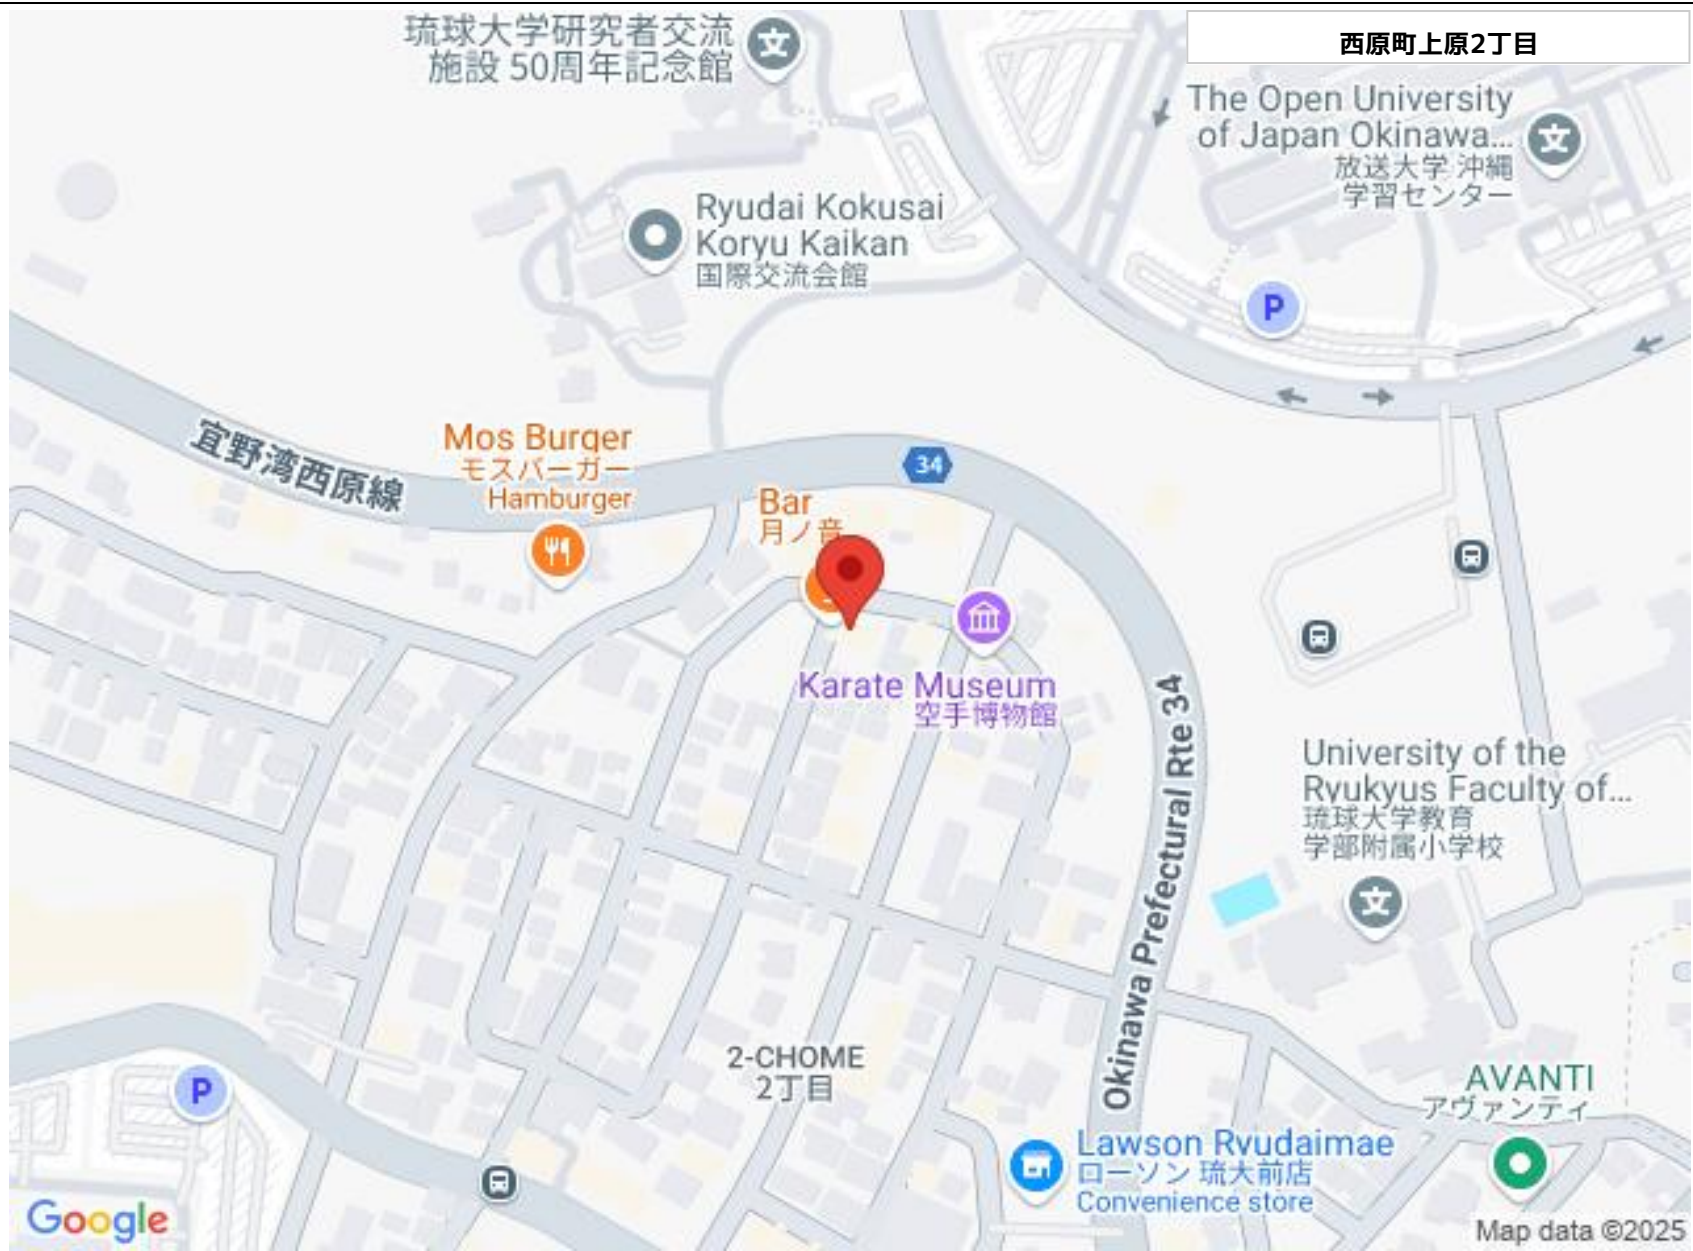 西原町上原2丁目
琉球大学研究者交流
施設 50周年記念館
The Open University
of Japan Okinawa...
放送大学 沖縄
学習センター
Ryudai Kokusai
Koryu Kaikan
国際交流会館
P
宜野湾西原線
Mos Burger
モスバーガー
Hamburger
34
Bar
月ノ音
Karate Museum
空手博物館
Okinawa Prefectural Rte 34
University of the
Ryukyus Faculty of...
琉球大学教育
学部附属小学校
文
文
文
2-CHOME
2丁目
P
AVANTI
アヴァンティ
Lawson Ryudaimae
ローソン 琉大前店
Convenience store
Google
Map data ©2025